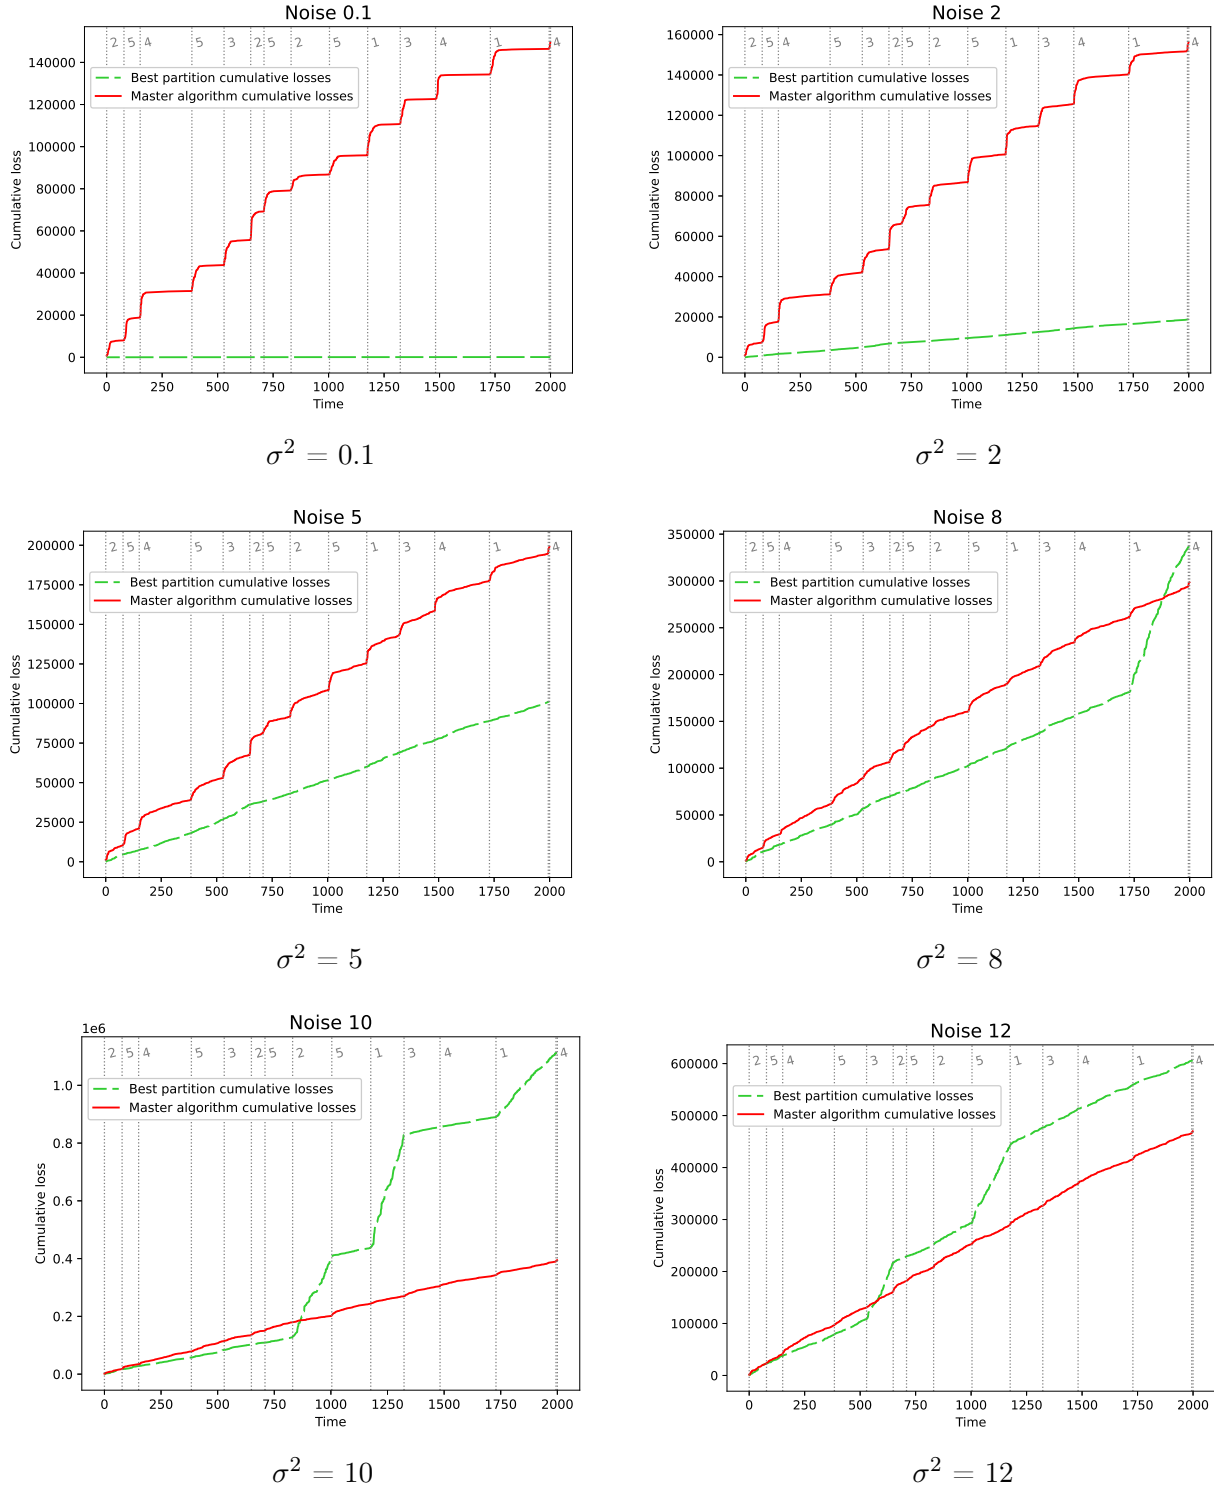 Noise 0.1
2 5 4 5 3 2 5 2 5 1 3 4 1 4
Best partition cumulative losses
Master algorithm cumulative losses
Cumulative loss
140000
120000
100000
80000
60000
40000
20000
0
0 250 500 750 1000 1250 1500 1750 2000
Time
σ² = 0.1
Noise 2
2 5 4 5 3 2 5 2 5 1 3 4 1 4
Best partition cumulative losses
Master algorithm cumulative losses
Cumulative loss
160000
140000
120000
100000
80000
60000
40000
20000
0
0 250 500 750 1000 1250 1500 1750 2000
Time
σ² = 2
Noise 5
2 5 4 5 3 2 5 2 5 1 3 4 1 4
Best partition cumulative losses
Master algorithm cumulative losses
Cumulative loss
200000
175000
150000
125000
100000
75000
50000
25000
0
0 250 500 750 1000 1250 1500 1750 2000
Time
σ² = 5
Noise 8
2 5 4 5 3 2 5 2 5 1 3 4 1 4
Best partition cumulative losses
Master algorithm cumulative losses
Cumulative loss
350000
300000
250000
200000
150000
100000
50000
0
0 250 500 750 1000 1250 1500 1750 2000
Time
σ² = 8
Noise 10
1e6
2 5 4 5 3 2 5 2 5 1 3 4 1 4
Best partition cumulative losses
Master algorithm cumulative losses
Cumulative loss
1.0
0.8
0.6
0.4
0.2
0.0
0 250 500 750 1000 1250 1500 1750 2000
Time
σ² = 10
Noise 12
2 5 4 5 3 2 5 2 5 1 3 4 1 4
Best partition cumulative losses
Master algorithm cumulative losses
Cumulative loss
600000
500000
400000
300000
200000
100000
0
0 250 500 750 1000 1250 1500 1750 2000
Time
σ² = 12